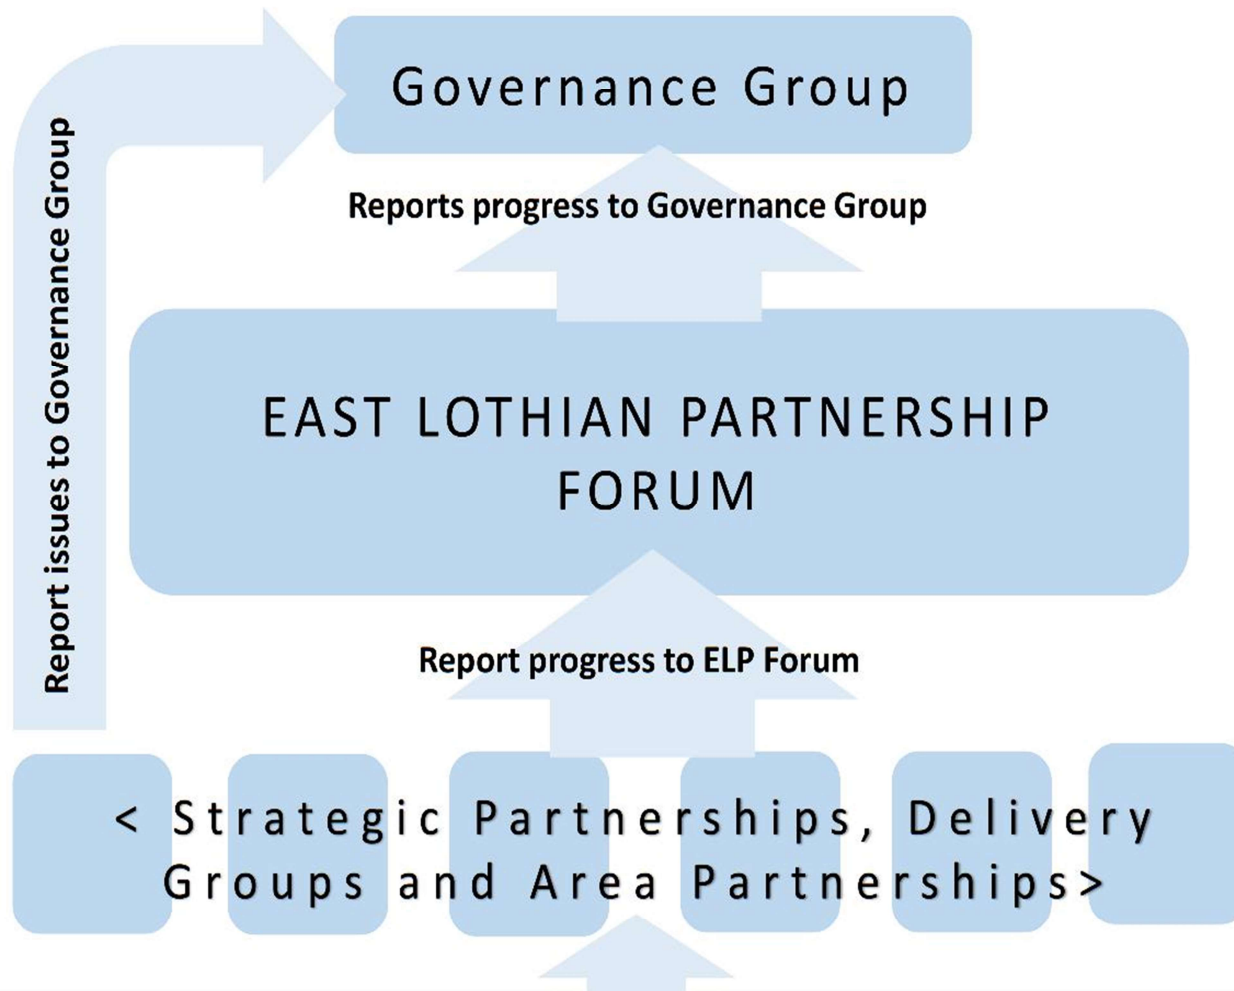 Governance Group
Report issues to Governance Group
Reports progress to Governance Group
EAST LOTHIAN PARTNERSHIP
FORUM
Report progress to ELP Forum
< Strategic Partnerships, Delivery
Groups and Area Partnerships>